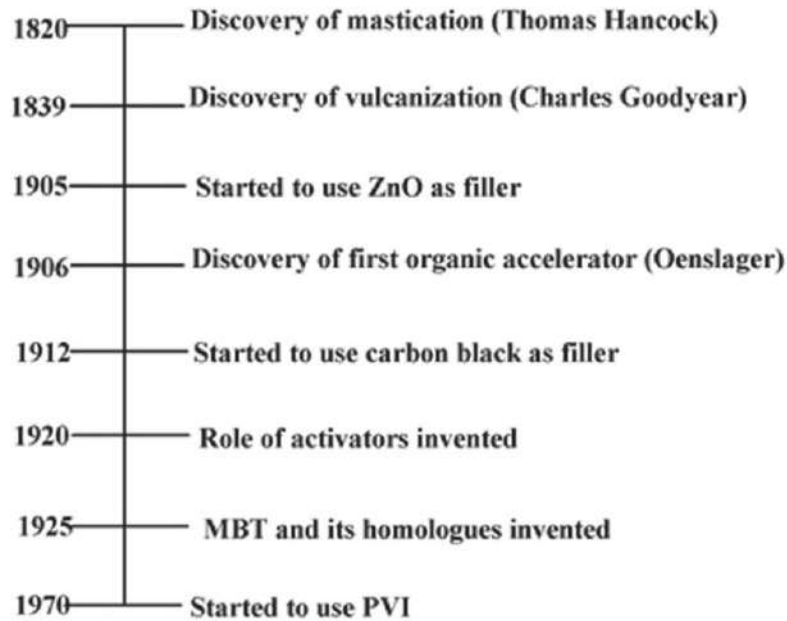 1820 Discovery of mastication (Thomas Hancock)
1839 Discovery of vulcanization (Charles Goodyear)
1905 Started to use ZnO as filler
1906 Discovery of first organic accelerator (Oenslager)
1912 Started to use carbon black as filler
1920 Role of activators invented
1925 MBT and its homologues invented
1970 Started to use PVI